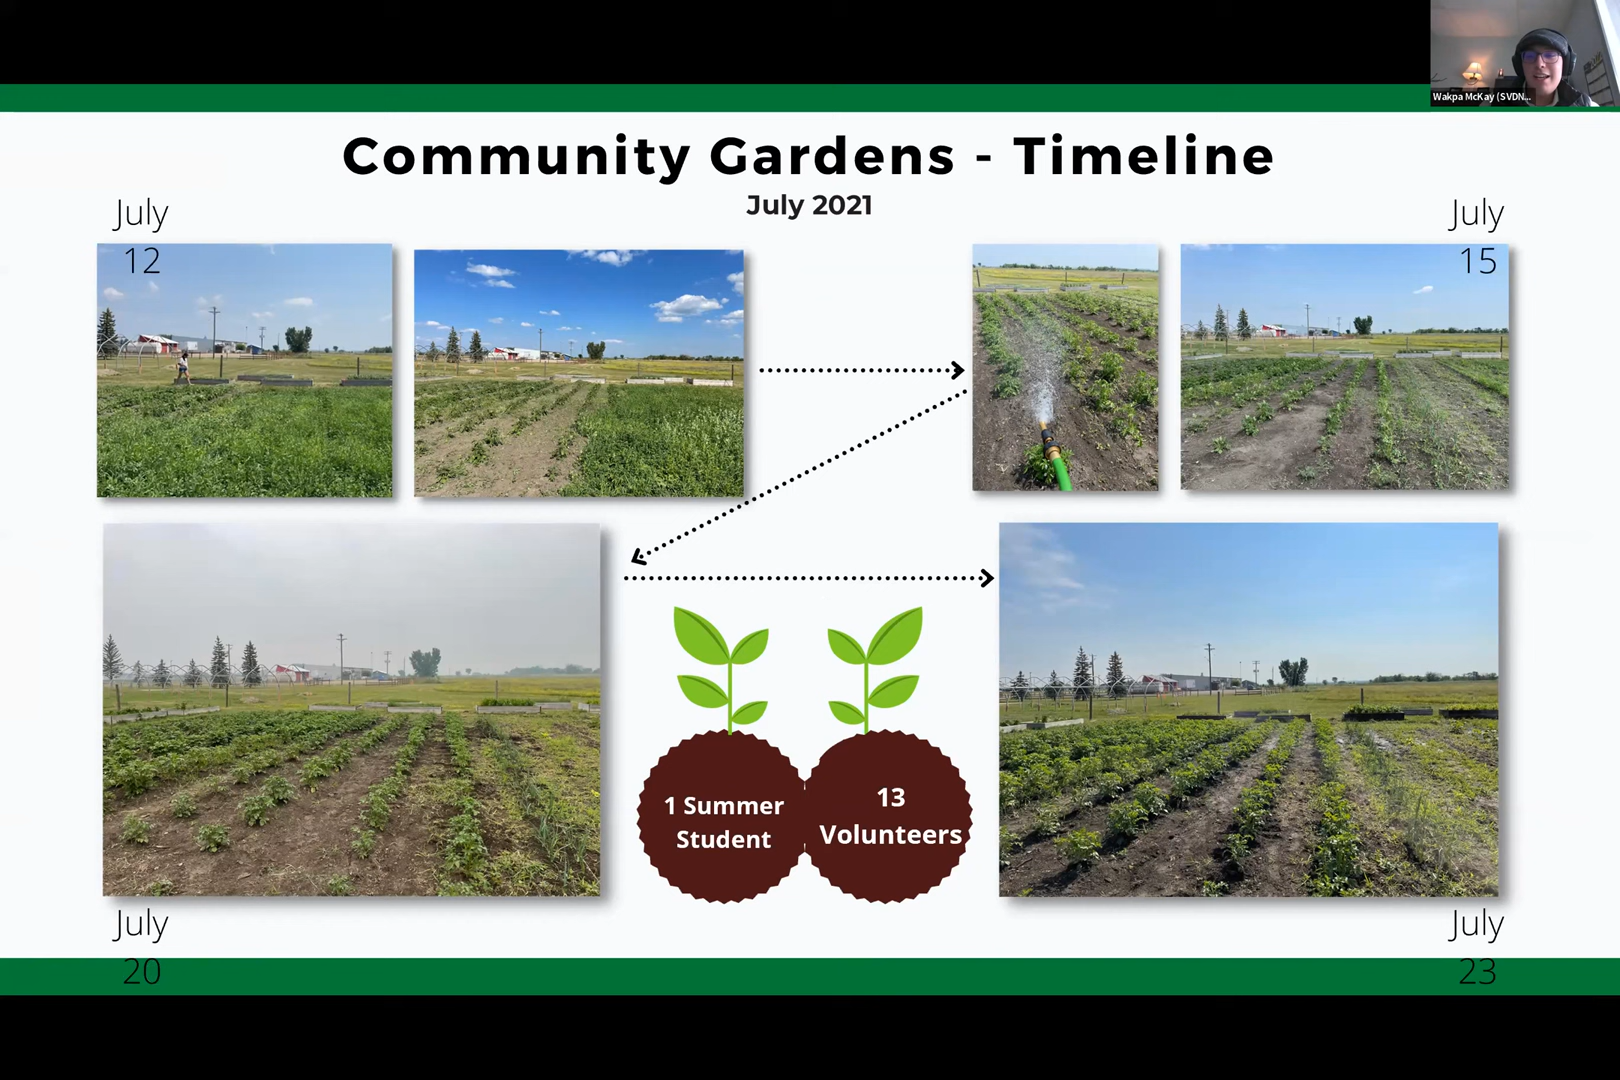 Wakpa McKay (SVDN...
Community Gardens - Timeline
July 2021
July
12
July
15
1 Summer
Student
13
Volunteers
July
20
July
23